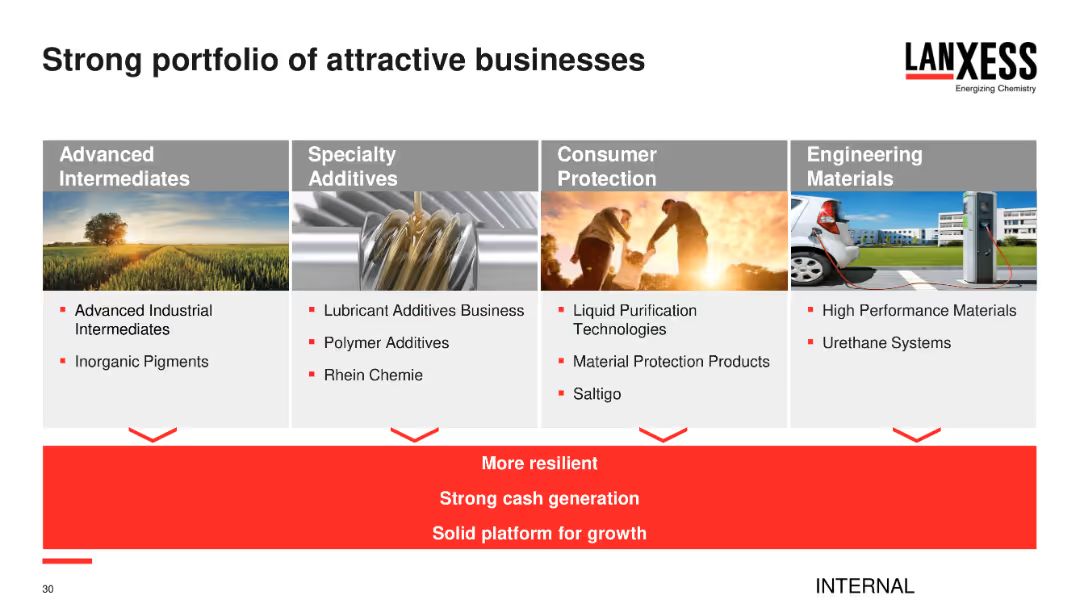 Strong portfolio of attractive businesses
LANXESS
Energizing Chemistry
Advanced
Intermediates
Specialty
Additives
Consumer
Protection
Engineering
Materials
Advanced Industrial
Intermediates
Inorganic Pigments
Lubricant Additives Business
Polymer Additives
Rhein Chemie
Liquid Purification
Technologies
Material Protection Products
Saltigo
High Performance Materials
Urethane Systems
More resilient
Strong cash generation
Solid platform for growth
30
INTERNAL